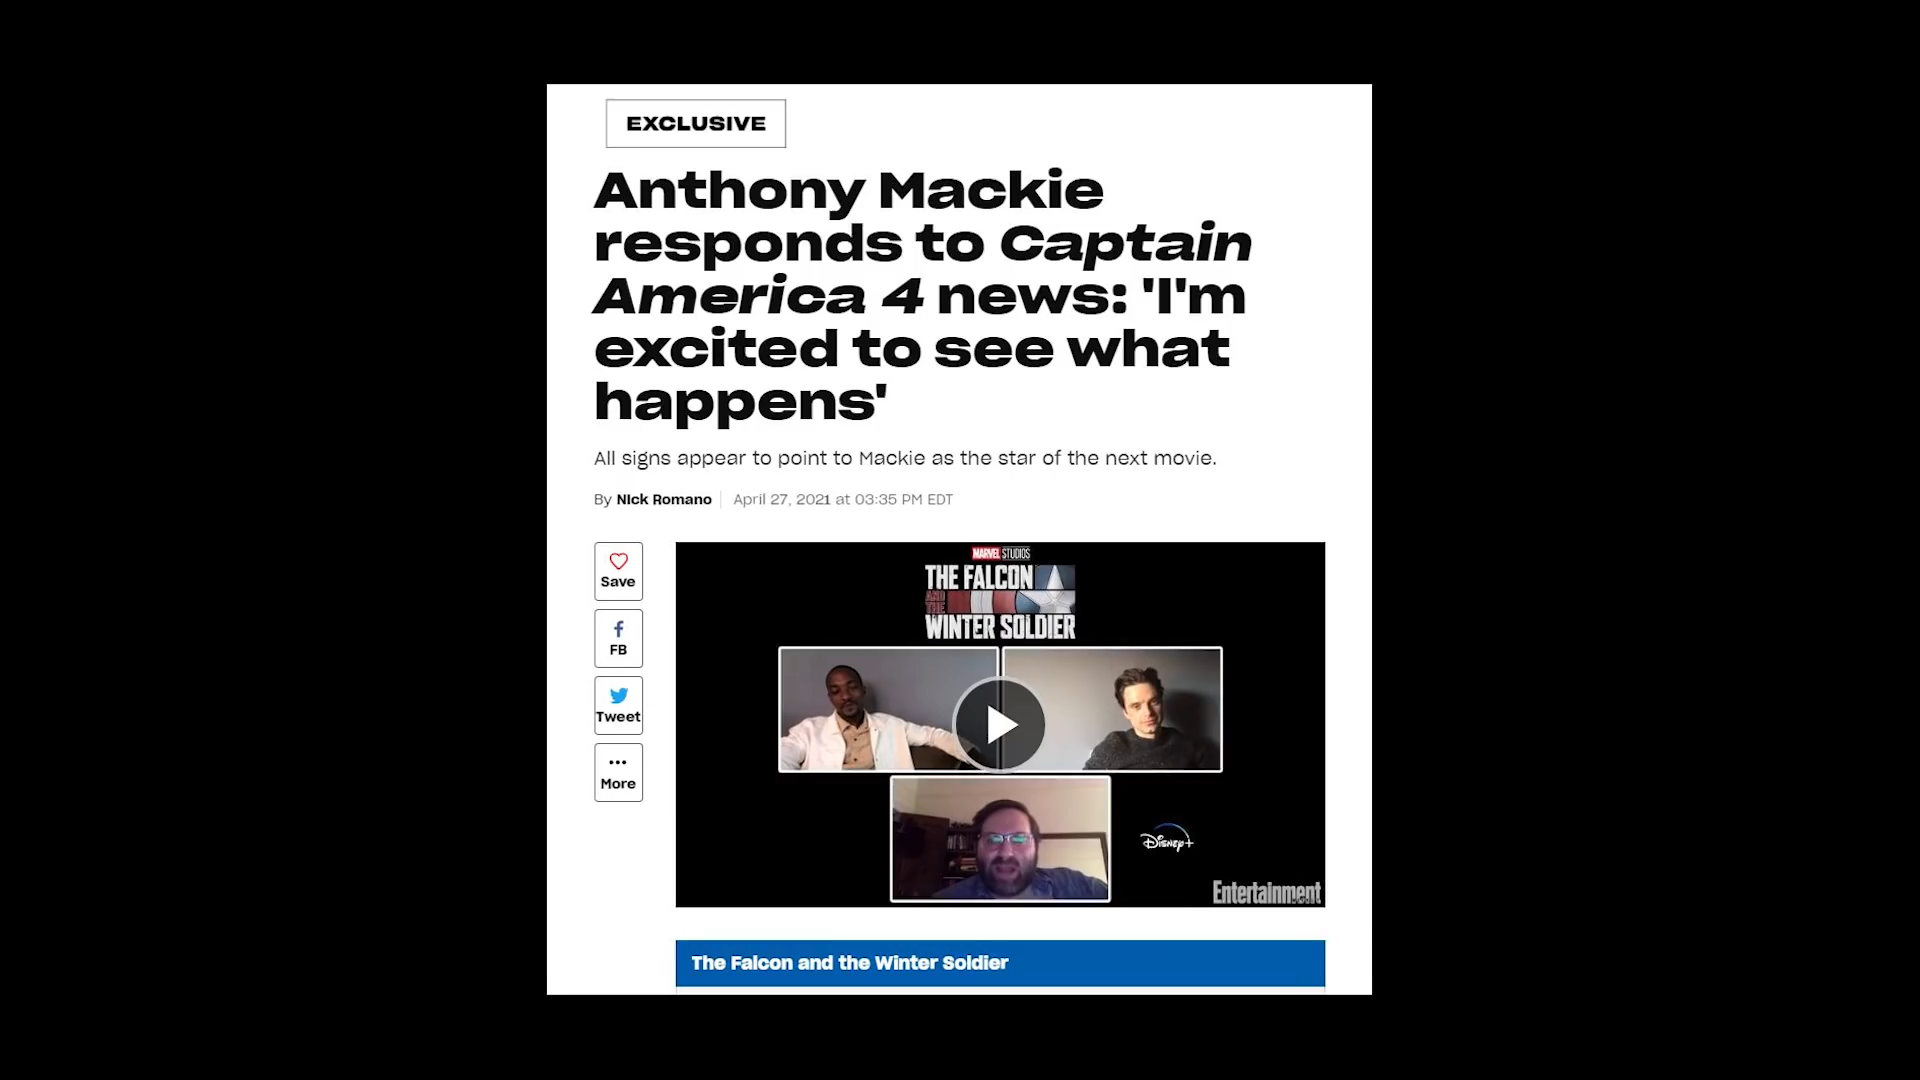 EXCLUSIVE
Anthony Mackie
responds to Captain
America 4 news: 'I'm
excited to see what
happens'
All signs appear to point to Mackie as the star of the next movie.
By Nick Romano April 27, 2021 at 03:35 PM EDT
Save
FB
Tweet
More
MARVEL STUDIOS
THE FALCON
AND THE
WINTER SOLDIER
Disney+
Entertainment
The Falcon and the Winter Soldier